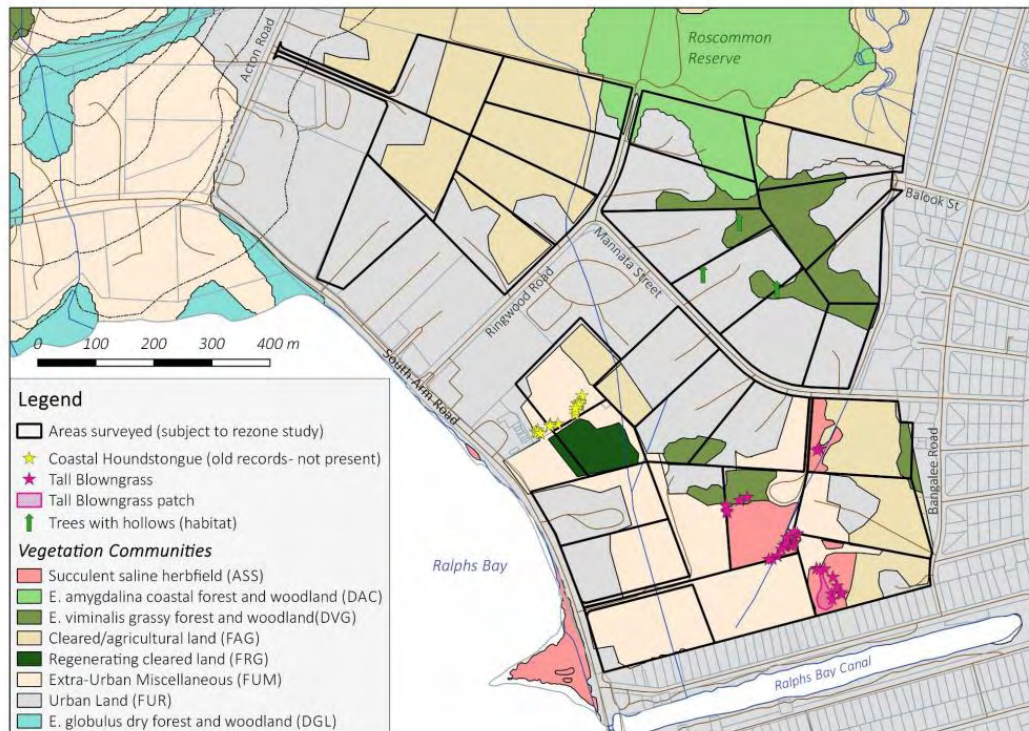 Acton Road
Roscommon
Reserve
Balook St
Mannata Street
Ringwood Road
0 100 200 300 400 m
South Arm Road
Bangalee Road
Ralphs Bay
Ralphs Bay Canal
Legend
Areas surveyed (subject to rezone study)
Coastal Houndstongue (old records- not present)
Tall Blowngrass
Tall Blowngrass patch
Trees with hollows (habitat)
Vegetation Communities
Succulent saline herbfield (ASS)
E. amygdalina coastal forest and woodland (DAC)
E. viminalis grassy forest and woodland(DVG)
Cleared/agricultural land (FAG)
Regenerating cleared land (FRG)
Extra-Urban Miscellaneous (FUM)
Urban Land (FUR)
E. globulus dry forest and woodland (DGL)